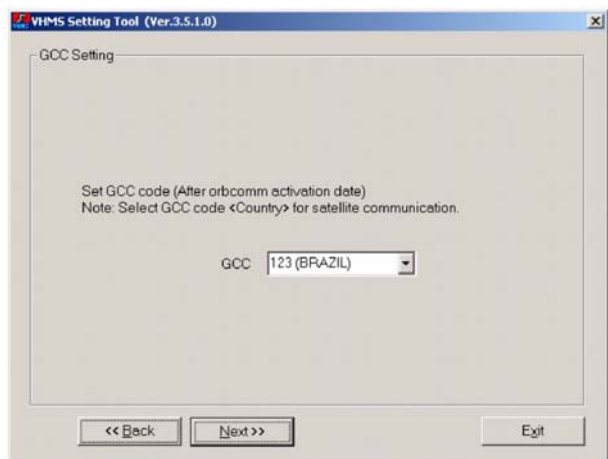 VHMS Setting Tool (Ver.3.5.1.0)
GCC Setting
Set GCC code (After orbcomm activation date)
Note: Select GCC code <Country> for satellite communication.
GCC 123 (BRAZIL)
<< Back Next >> Exit